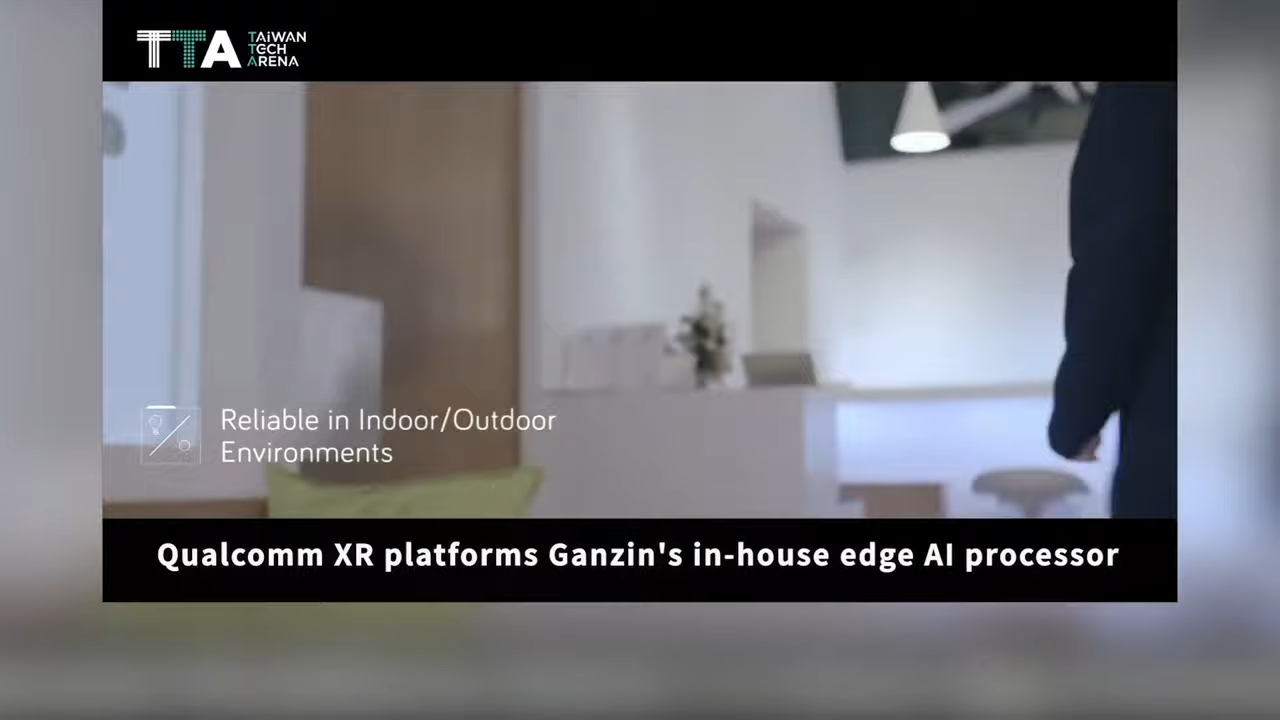 TTA
TAiWAN
TECH
ARENA
Reliable in Indoor/Outdoor
Environments
Qualcomm XR platforms Ganzin's in-house edge AI processor